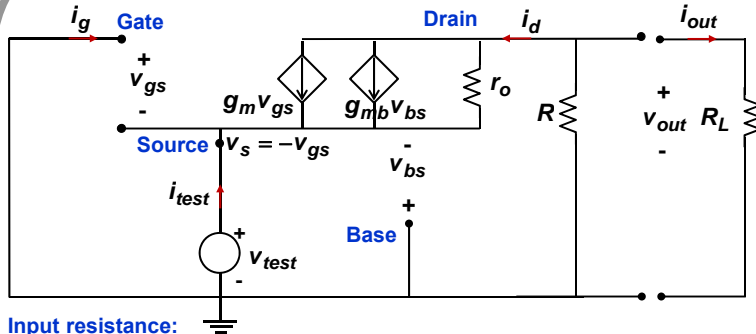 i_g Gate
Drain i_d i_out
+
v_gs
-
g_m v_gs g_mb v_bs r_o
R
+
v_out
-
R_L
Source v_s = −v_gs
-
v_bs
+
i_test
Base
+
v_test
-
Input resistance: